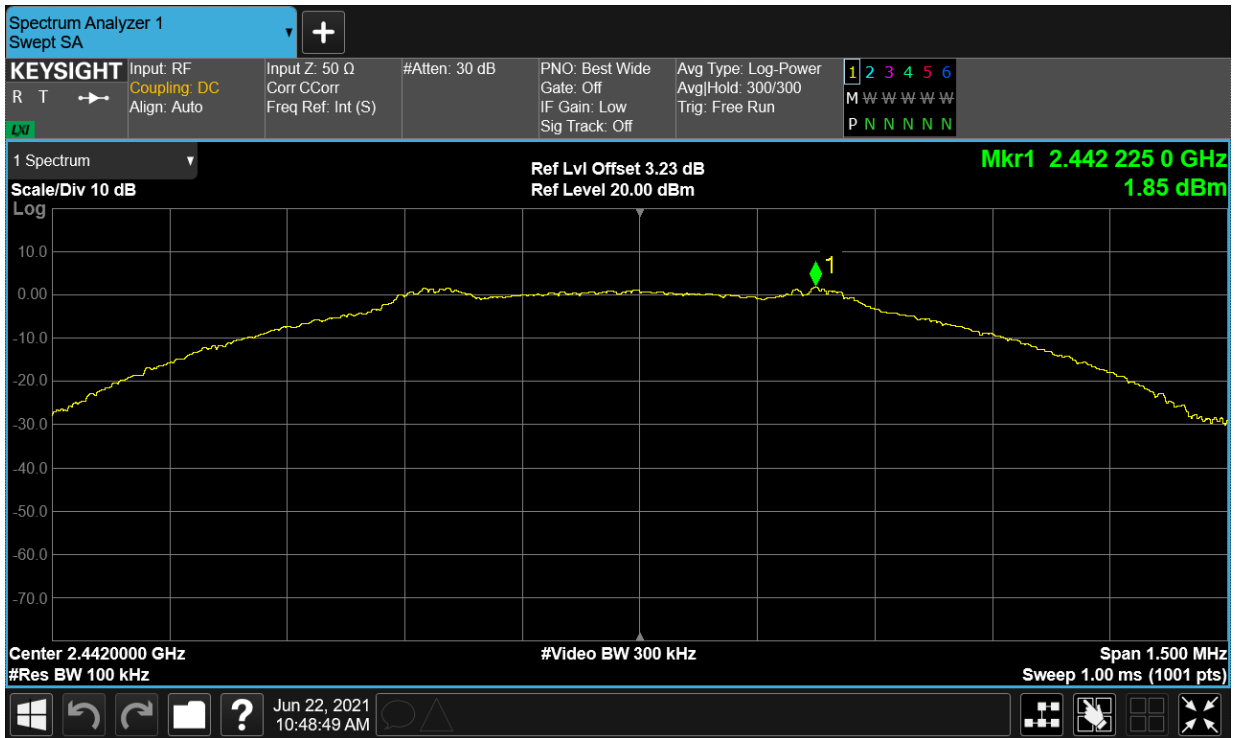 Spectrum Analyzer 1
Swept SA
KEYSIGHT
R T
LXI
Input: RF
Coupling: DC
Align: Auto
Input Z: 50 Ω
Corr CCorr
Freq Ref: Int (S)
#Atten: 30 dB
PNO: Best Wide
Gate: Off
IF Gain: Low
Sig Track: Off
Avg Type: Log-Power
Avg|Hold: 300/300
Trig: Free Run
1 2 3 4 5 6
M W W W W W
P N N N N N
1 Spectrum
Scale/Div 10 dB
Log
Ref Lvl Offset 3.23 dB
Ref Level 20.00 dBm
Mkr1 2.442 225 0 GHz
1.85 dBm
1
10.0
0.00
-10.0
-20.0
-30.0
-40.0
-50.0
-60.0
-70.0
Center 2.4420000 GHz
#Res BW 100 kHz
#Video BW 300 kHz
Span 1.500 MHz
Sweep 1.00 ms (1001 pts)
?
Jun 22, 2021
10:48:49 AM